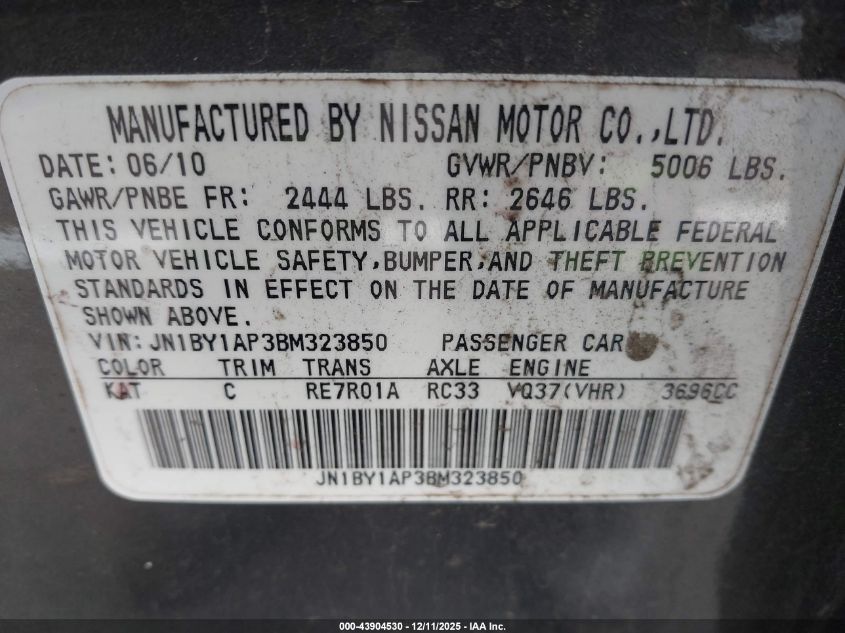 MANUFACTURED BY NISSAN MOTOR CO.,LTD.
DATE: 06/10 GVWR/PNBV: 5006 LBS.
GAWR/PNBE FR: 2444 LBS. RR: 2646 LBS.
THIS VEHICLE CONFORMS TO ALL APPLICABLE FEDERAL
MOTOR VEHICLE SAFETY,BUMPER,AND THEFT PREVENTION
STANDARDS IN EFFECT ON THE DATE OF MANUFACTURE
SHOWN ABOVE.
VIN: JN1BY1AP3BM323850 PASSENGER CAR
COLOR TRIM TRANS AXLE ENGINE
KAT C RE7R01A RC33 VQ37(VHR) 3696CC
JN1BY1AP3BM323850
000-43904530 - 12/11/2025 - IAA Inc.